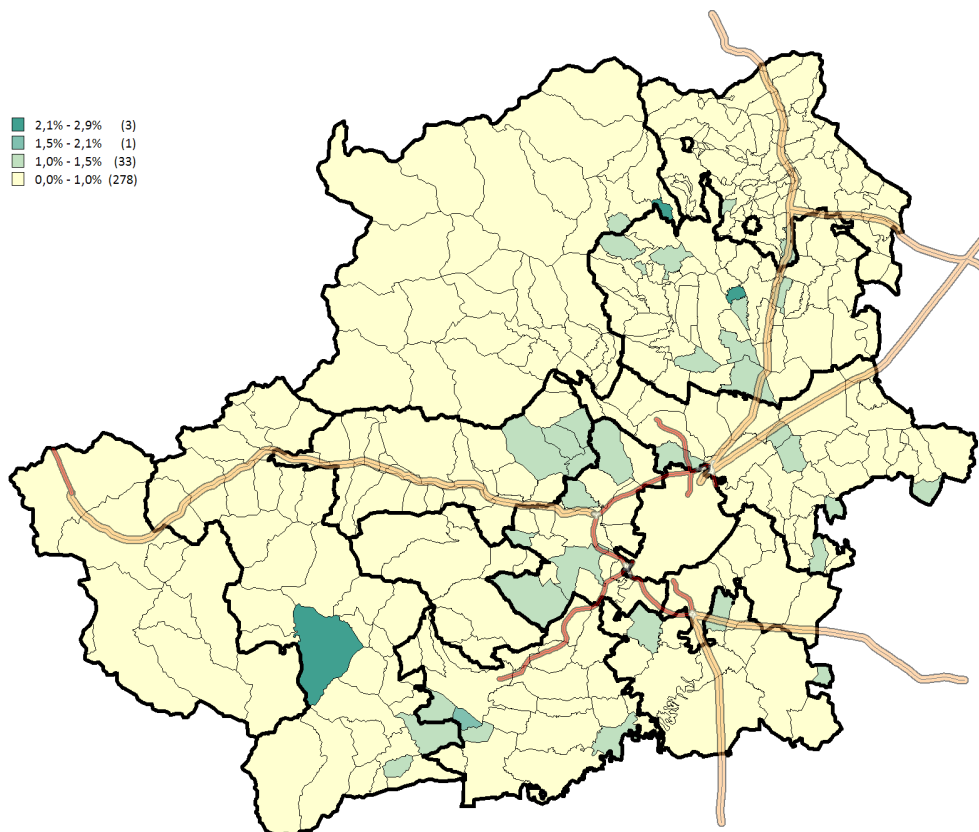 2,1% - 2,9% (3)
1,5% - 2,1% (1)
1,0% - 1,5% (33)
0,0% - 1,0% (278)